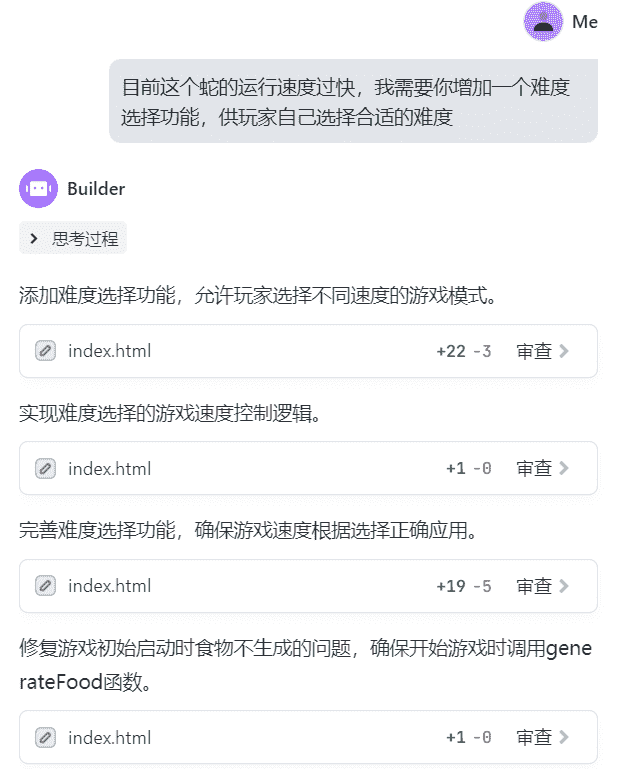 Me
目前这个蛇的运行速度过快，我需要你增加一个难度
选择功能，供玩家自己选择合适的难度
Builder
思考过程
添加难度选择功能，允许玩家选择不同速度的游戏模式。
index.html +22 -3 审查
实现难度选择的游戏速度控制逻辑。
index.html +1 -0 审查
完善难度选择功能，确保游戏速度根据选择正确应用。
index.html +19 -5 审查
修复游戏初始启动时食物不生成的问题，确保开始游戏时调用gene
rateFood函数。
index.html +1 -0 审查